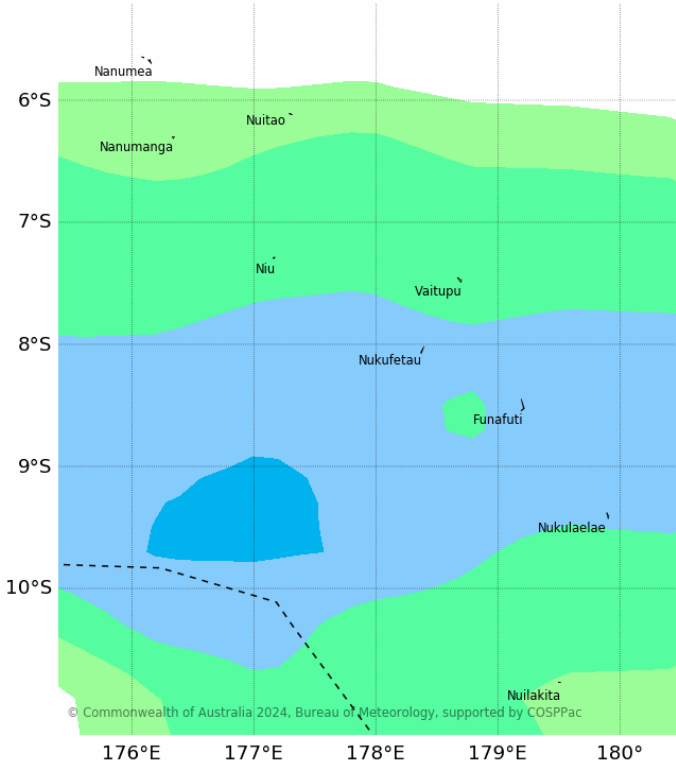 Nanumea
6°S
Nuitao
Nanumanga
7°S
Niu
Vaitupu
8°S
Nukufetau
Funafuti
9°S
Nukulaelae
10°S
Nuilakita
© Commonwealth of Australia 2024, Bureau of Meteorology, supported by COSPPac
176°E 177°E 178°E 179°E 180°